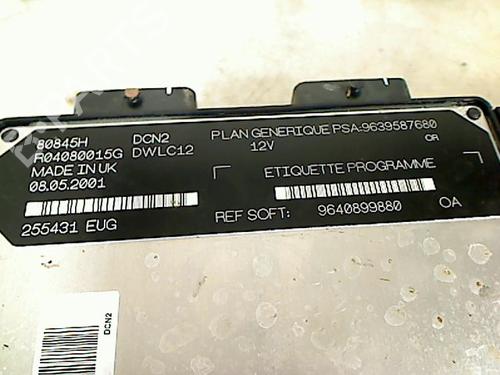 80845H DCN2 PLAN GENERIQUE PSA-9639587680
R04080015G DWLC12 12V OR
MADE IN UK
08.05.2001 ETIQUETTE PROGRAMME
255431 EUG REF SOFT: 9640899880 OA
DCN2